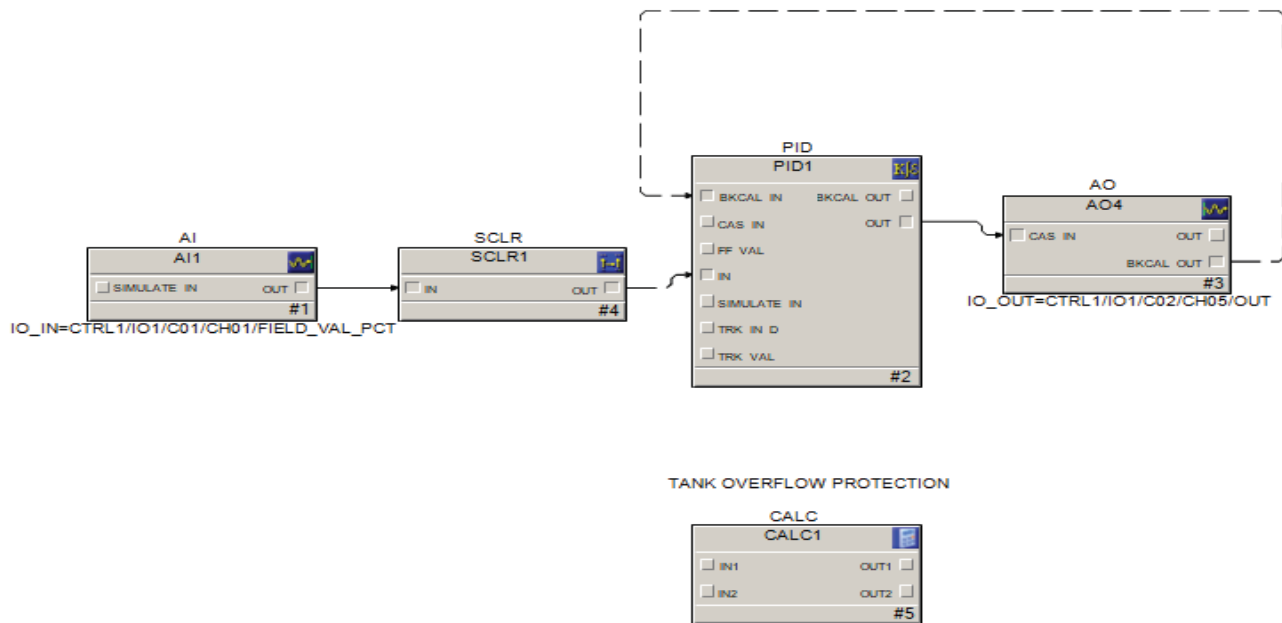 PID
PID1
BKCAL IN BKCAL OUT
CAS IN OUT
FF VAL
IN
SIMULATE IN
TRK IN D
TRK VAL
#2
AO
AO4
CAS IN OUT
BKCAL OUT
#3
IO_OUT=CTRL1/IO1/C02/CH05/OUT
AI
AI1
SIMULATE IN OUT
#1
IO_IN=CTRL1/IO1/C01/CH01/FIELD_VAL_PCT
SCLR
SCLR1
IN OUT
#4
TANK OVERFLOW PROTECTION
CALC
CALC1
IN1 OUT1
IN2 OUT2
#5